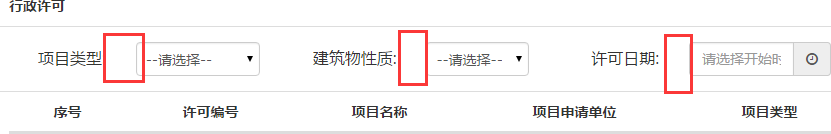 行政许可
项目类型 --请选择-- 建筑物性质: --请选择-- 许可日期: 请选择开始时
序号 许可编号 项目名称 项目申请单位 项目类型